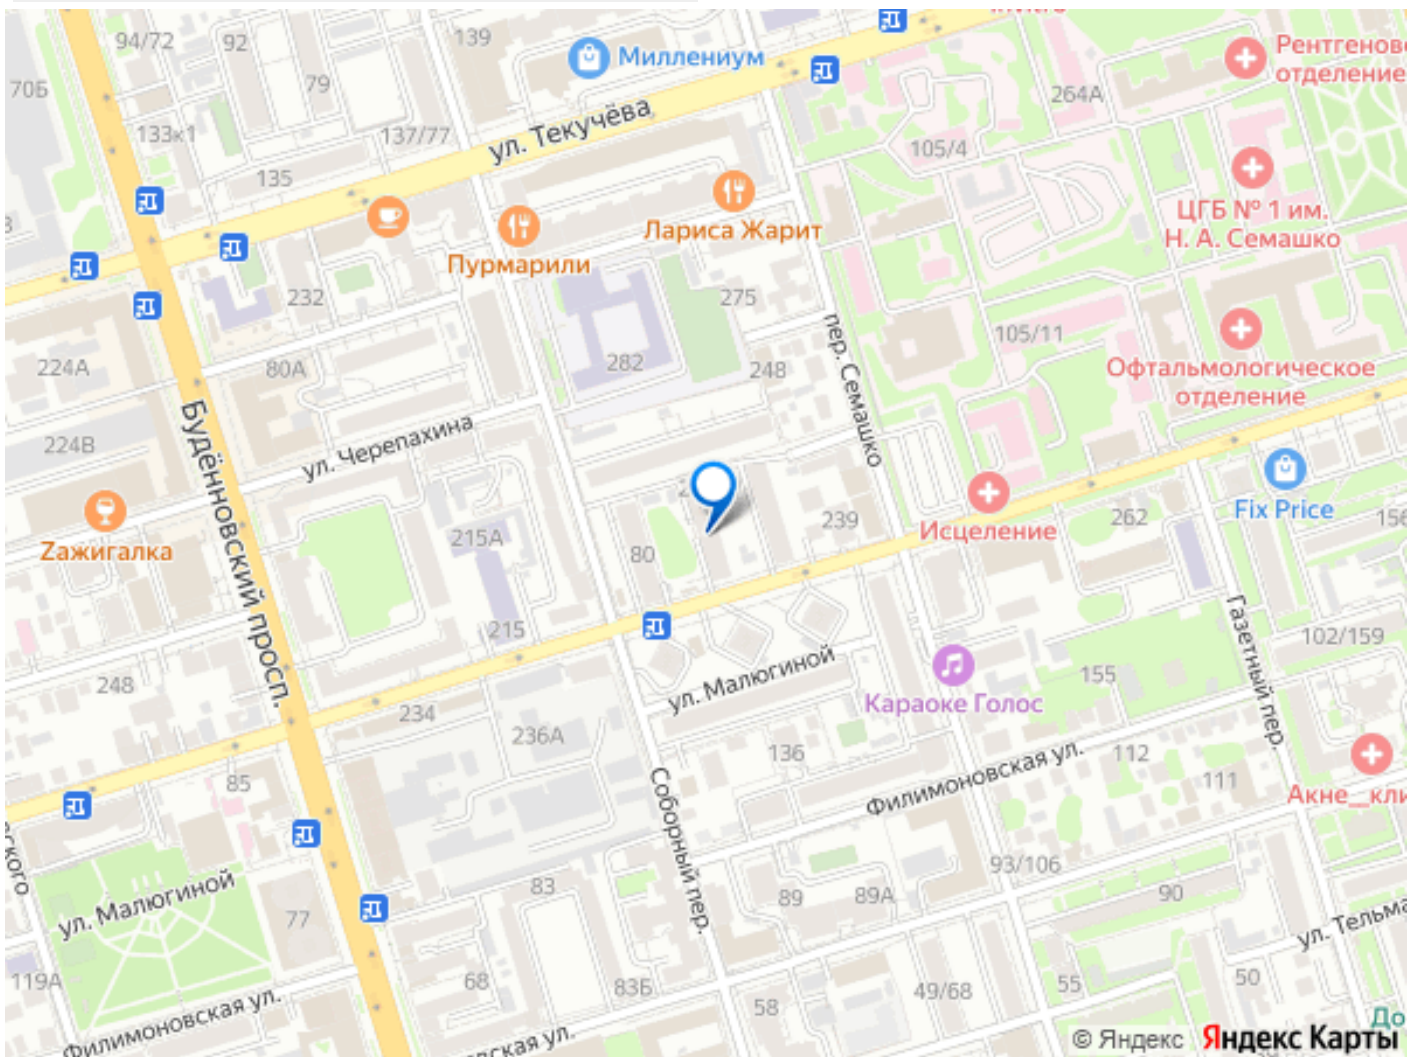 94/72
92
139
Миллениум
Рентгенов
отделение
70Б
79
264А
133к1
137/77
ул. Текучёва
105/4
135
ЦГБ № 1 им.
Н. А. Семашко
Лариса Жарит
Пурмарили
232
275
пер. Семашко
105/11
224А
80А
282
248
Офтальмологическое
отделение
Будённовский просп.
ул. Черепахина
224В
Zажигалка
215А
80
239
Исцеление
262
Fix Price
156
215
Газетный пер.
102/159
ул. Малюгиной
155
Караоке Голос
248
234
236А
136
112
111
Филимоновская ул.
Акне_кли
85
Соборный пер.
ского
ул. Малюгиной
77
83
89
89А
93/106
90
ул. Тельма
119А
68
83Б
58
49/68
55
50
Филимоновская ул.
ская ул.
До
© Яндекс Яндекс Карты